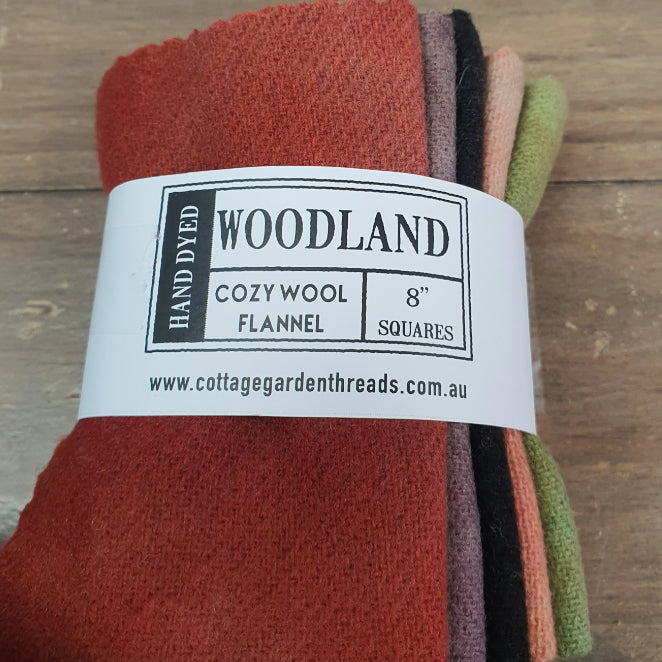 HAND DYED
WOODLAND
COZY WOOL
FLANNEL
8”
SQUARES
www.cottagegardenthreads.com.au